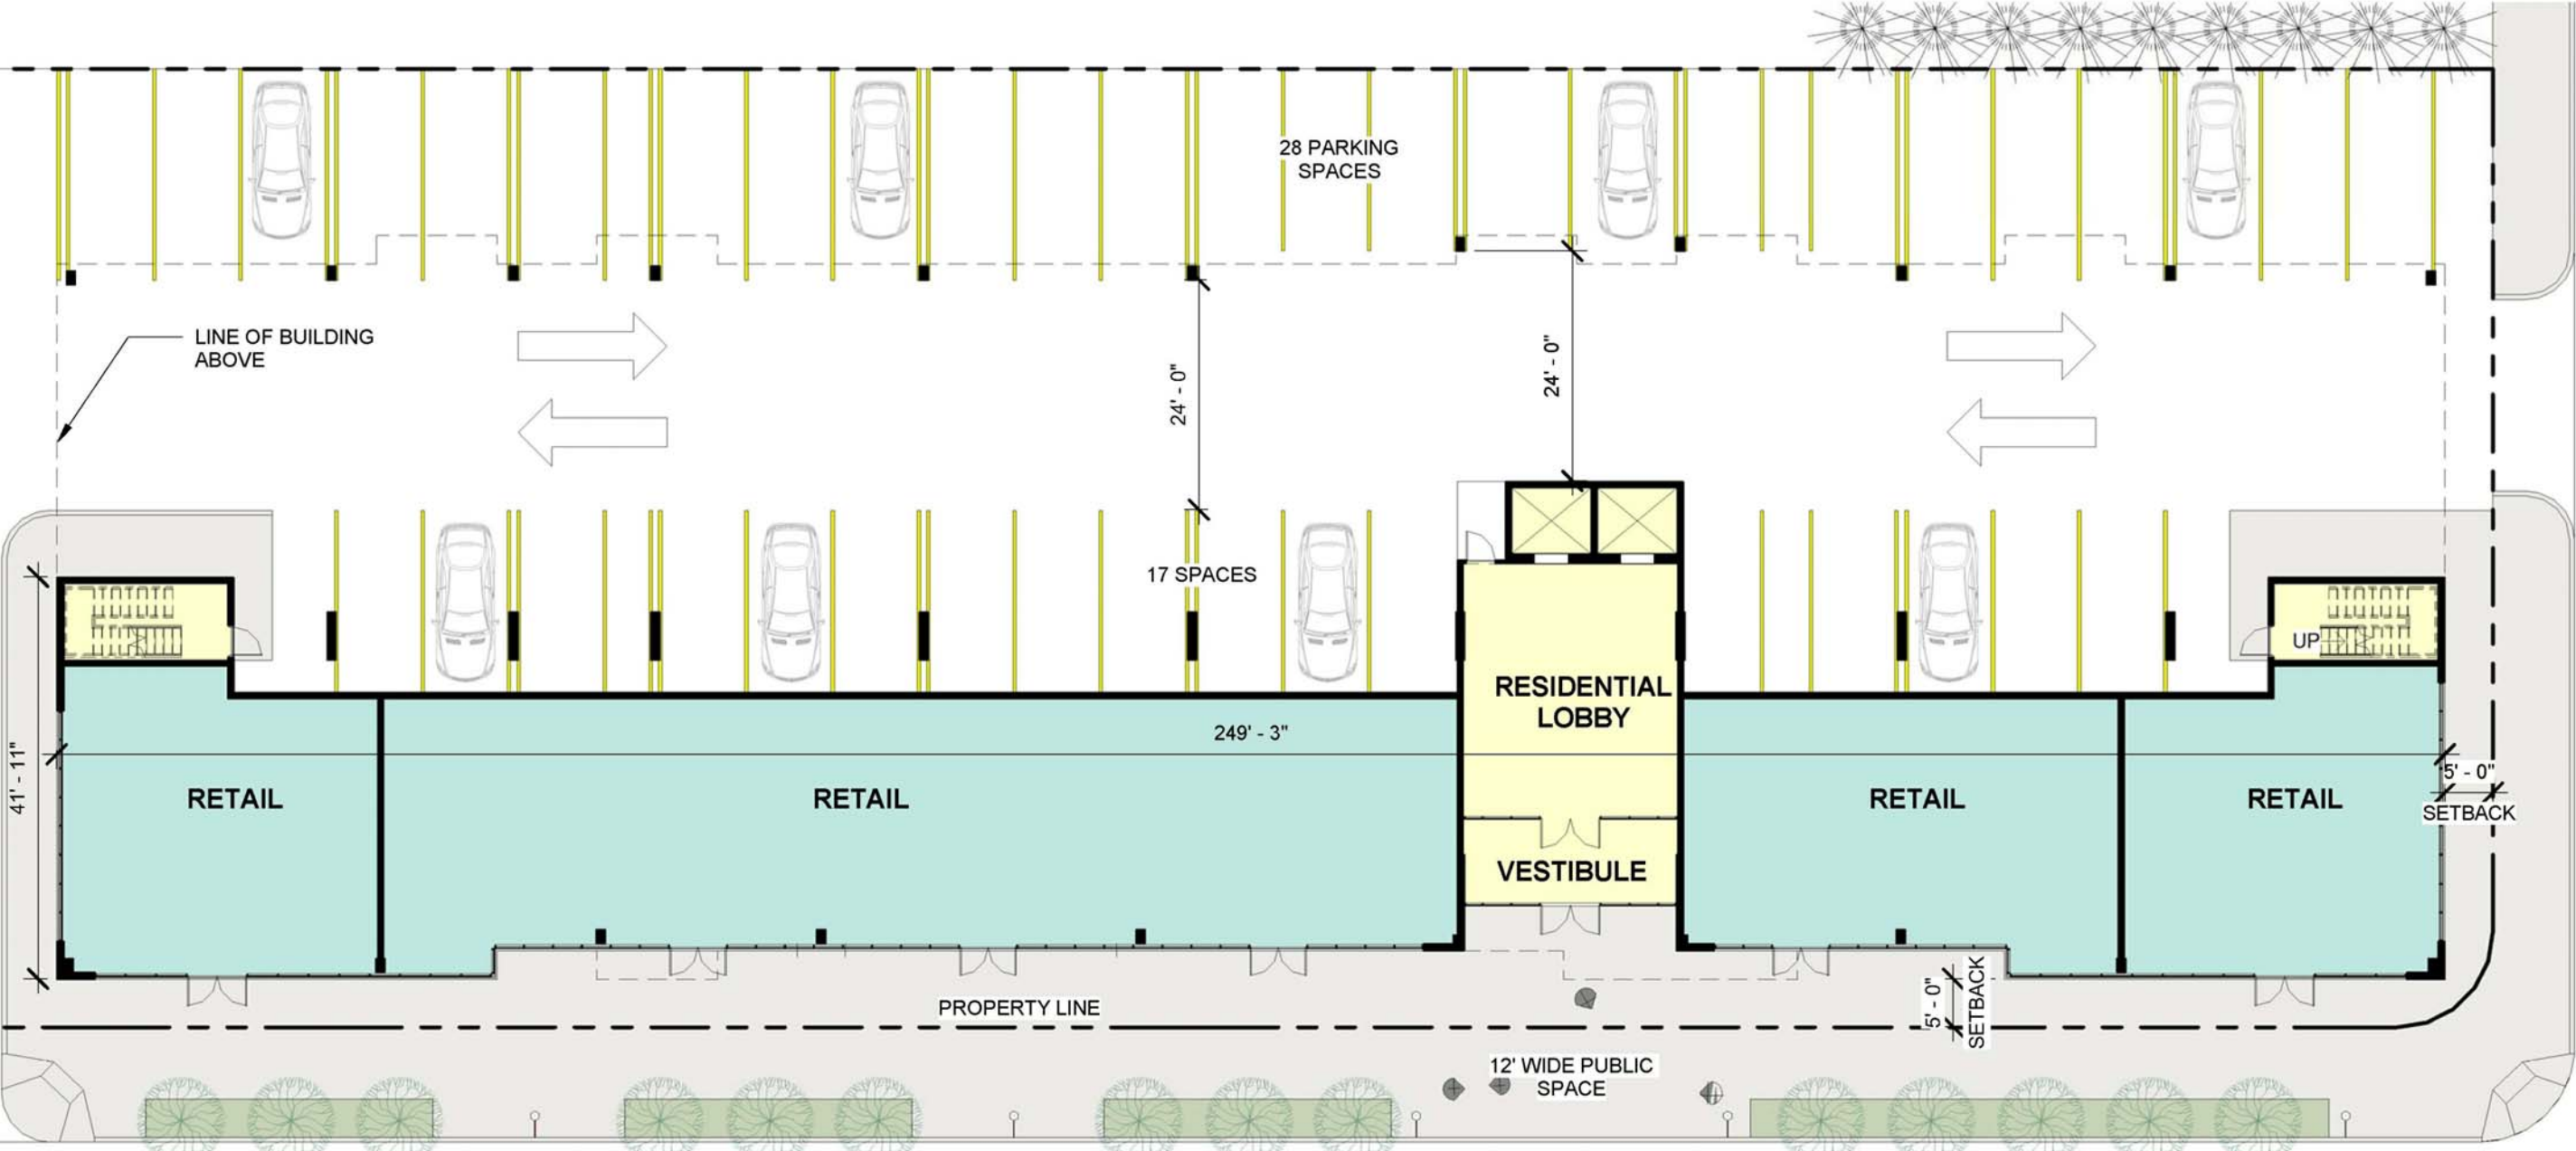 28 PARKING
SPACES
LINE OF BUILDING
ABOVE
24' - 0"
24' - 0"
17 SPACES
UP
RESIDENTIAL
LOBBY
249' - 3"
41' - 11"
RETAIL
RETAIL
RETAIL
RETAIL
5' - 0"
SETBACK
VESTIBULE
PROPERTY LINE
5' - 0"
SETBACK
12' WIDE PUBLIC
SPACE